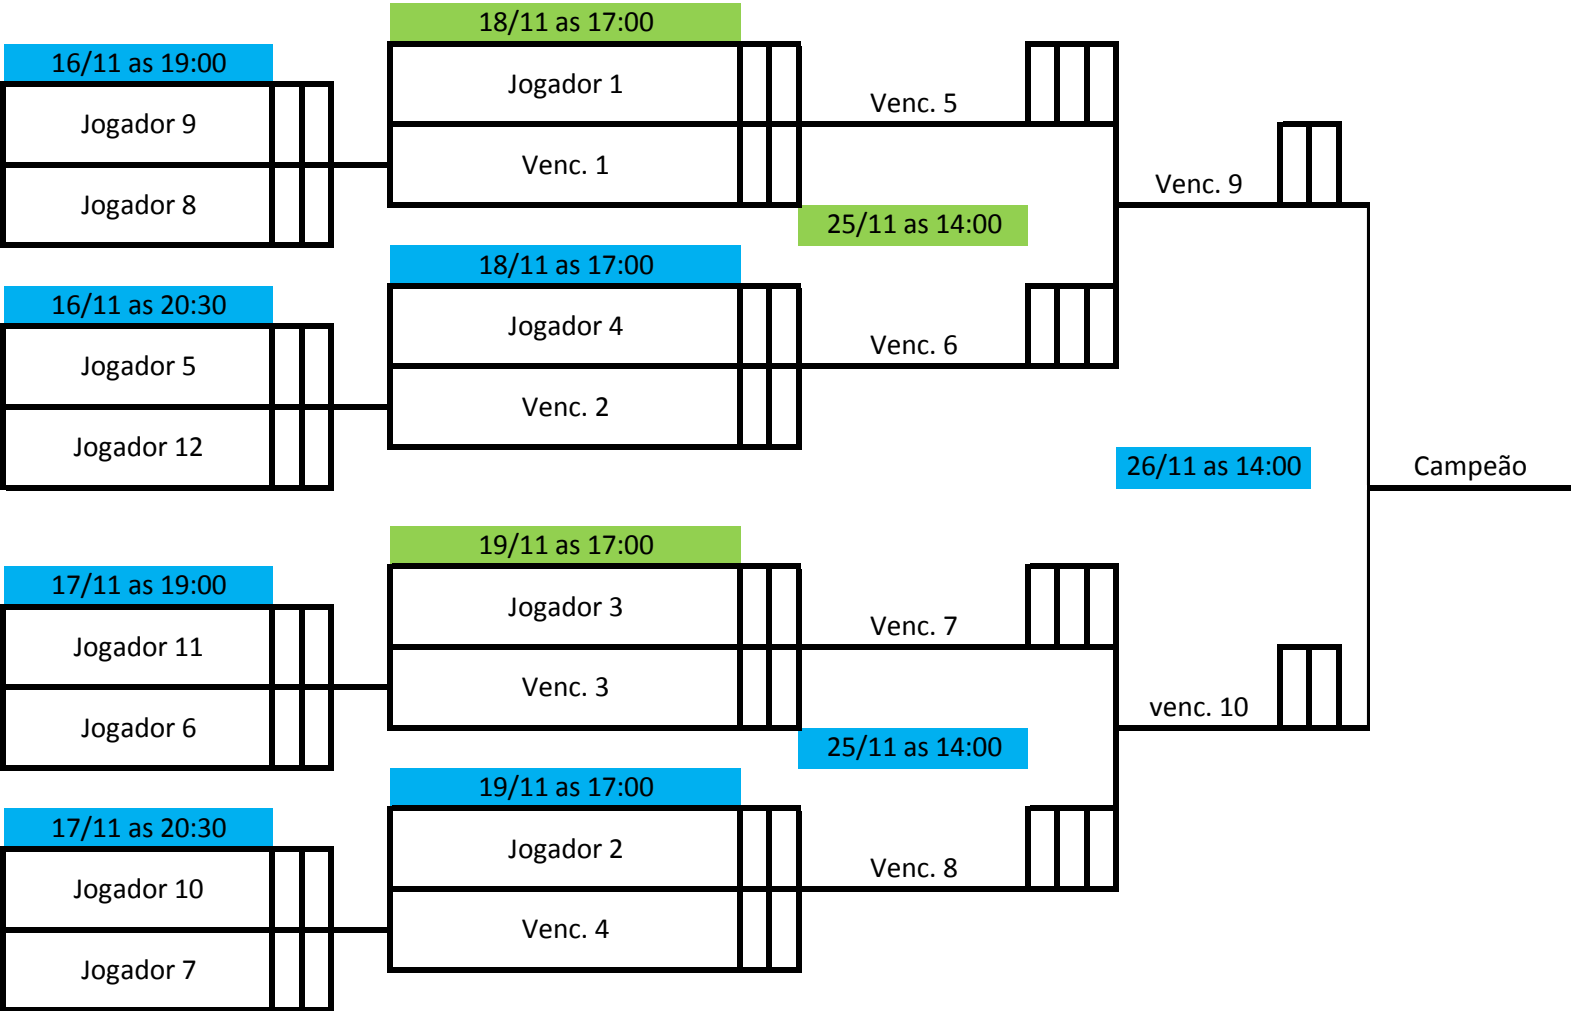 18/11 as 17:00
16/11 as 19:00
Jogador 1
Venc. 5
Jogador 9
Venc. 1
Venc. 9
Jogador 8
25/11 as 14:00
18/11 as 17:00
16/11 as 20:30
Jogador 4
Venc. 6
Jogador 5
Venc. 2
Jogador 12
26/11 as 14:00
Campeão
19/11 as 17:00
17/11 as 19:00
Jogador 3
Venc. 7
Jogador 11
Venc. 3
venc. 10
Jogador 6
25/11 as 14:00
19/11 as 17:00
17/11 as 20:30
Jogador 2
Venc. 8
Jogador 10
Venc. 4
Jogador 7